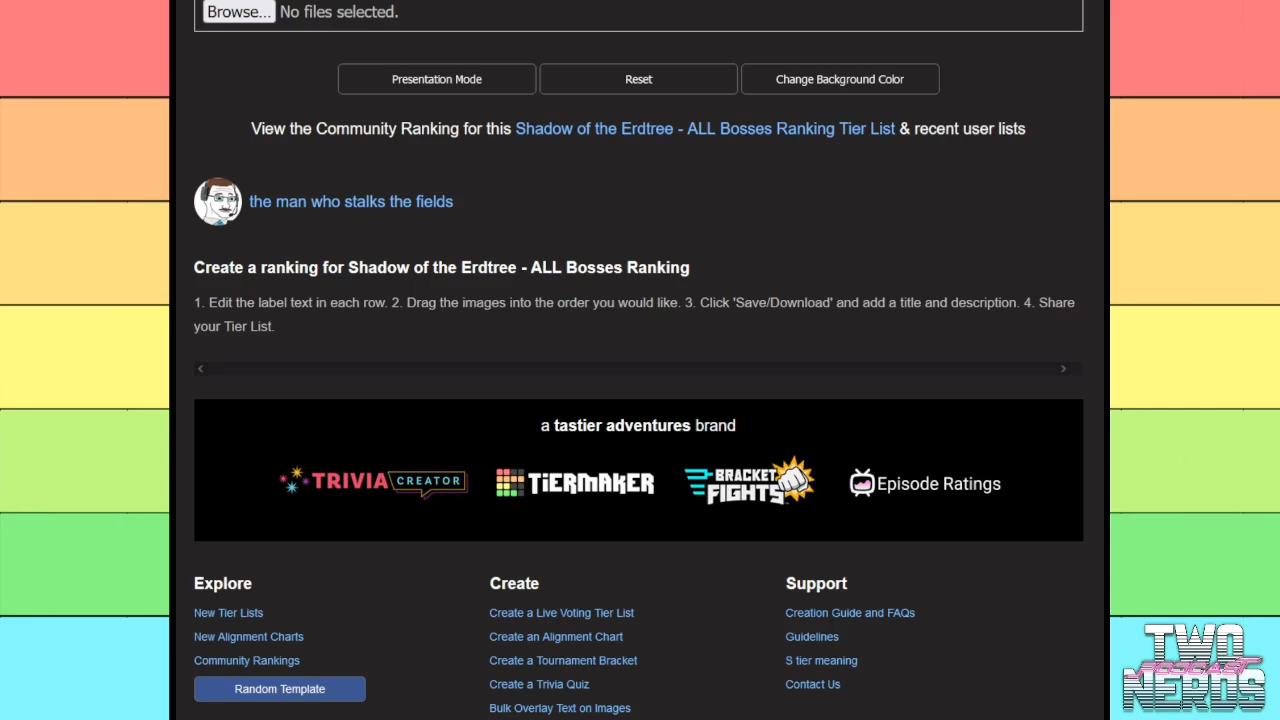 Browse... No files selected.
Presentation Mode Reset Change Background Color
View the Community Ranking for this Shadow of the Erdtree - ALL Bosses Ranking Tier List & recent user lists
the man who stalks the fields
Create a ranking for Shadow of the Erdtree - ALL Bosses Ranking
1. Edit the label text in each row. 2. Drag the images into the order you would like. 3. Click 'Save/Download' and add a title and description. 4. Share
your Tier List.
a tastier adventures brand
TRIVIA CREATOR TIERMAKER BRACKET FIGHTS Episode Ratings
Explore
New Tier Lists
New Alignment Charts
Community Rankings
Random Template
Create
Create a Live Voting Tier List
Create an Alignment Chart
Create a Tournament Bracket
Create a Trivia Quiz
Bulk Overlay Text on Images
Support
Creation Guide and FAQs
Guidelines
S tier meaning
Contact Us
TWO
PODCAST
NERDS